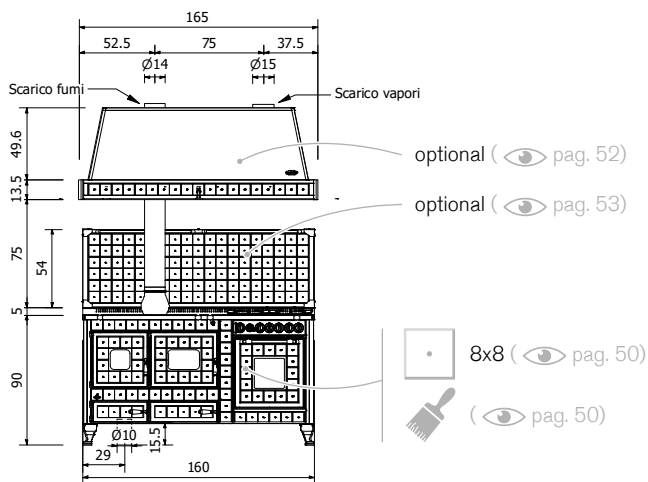 165
52.5 75 37.5
Ø14 Ø15
Scarico fumi
Scarico vapori
49.6
optional ( pag. 52)
13.5
optional ( pag. 53)
75
54
5
8x8 ( pag. 50)
90
( pag. 50)
Ø10
15.5
29
160